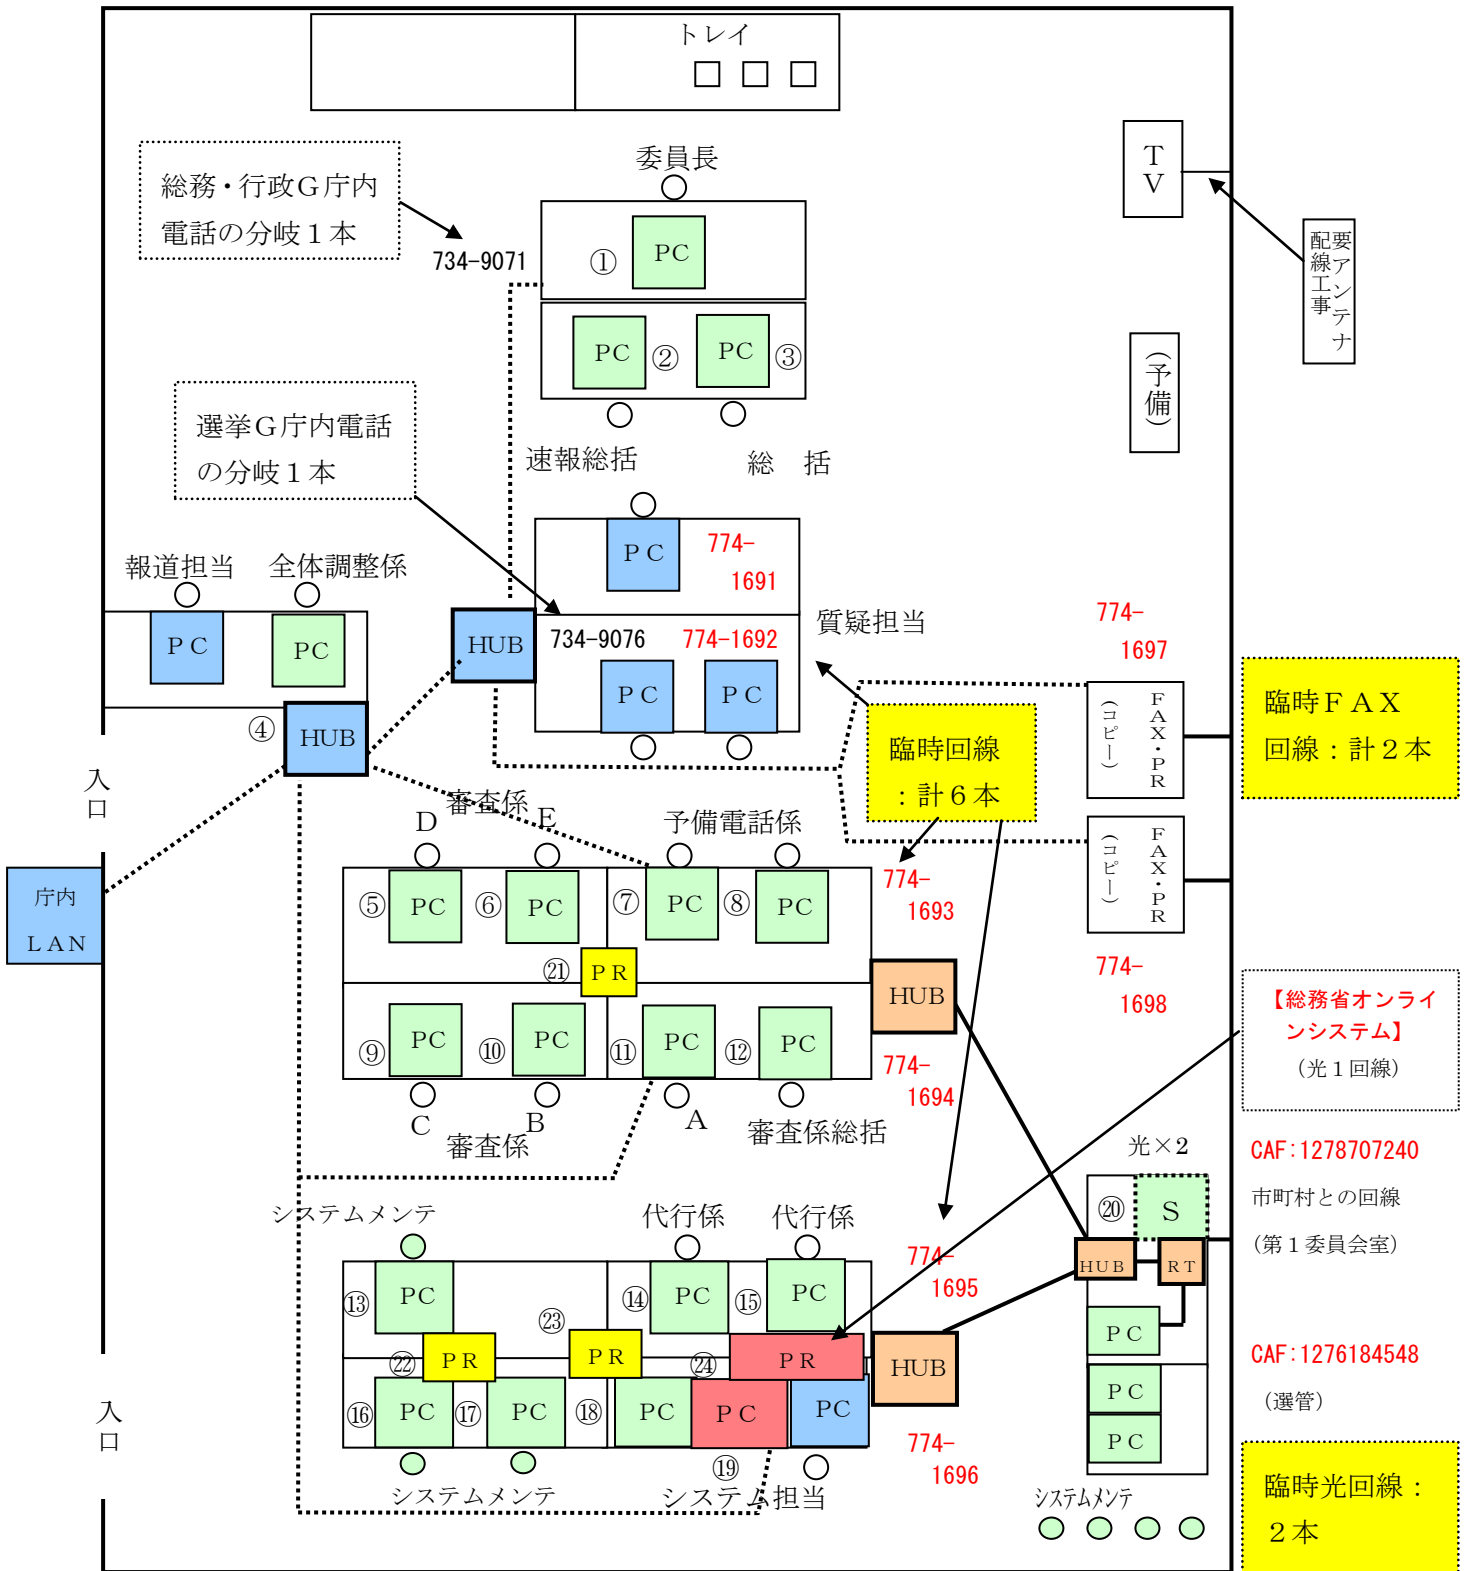 トレイ
委員長
総務・行政G庁内
電話の分岐１本
734-9071
①
PC
TV
要アンテナ
配線工事
PC
②
PC
③
(予備)
選挙G庁内電話
の分岐１本
速報総括
総　括
報道担当
全体調整係
ＰＣ
774-
1691
ＰＣ
PC
HUB
734-9076
774-1692
質疑担当
774-
1697
ＰＣ
ＰＣ
④
HUB
臨時回線
：計６本
FAX・PR
(コピー)
臨時ＦＡＸ
回線：計２本
入口
審査係
D
E
予備電話係
FAX・PR
(コピー)
庁内
ＬＡＮ
⑤
PC
⑥
PC
⑦
PC
⑧
PC
774-
1693
㉑
ＰＲ
HUB
774-
1698
【総務省オンライ
ンシステム】
（光１回線）
⑨
PC
⑩
PC
⑪
PC
⑫
PC
774-
1694
C
B
A
審査係
審査係総括
光×2
CAF:1278707240
市町村との回線
（第１委員会室）
システムメンテ
代行係
代行係
⑳
S
774-
1695
HUB
ＲＴ
⑬
PC
⑭
PC
⑮
PC
㉓
㉒
ＰＲ
ＰＲ
㉔
ＰＲ
HUB
ＰＣ
CAF:1276184548
（選管）
⑯
PC
⑰
PC
⑱
PC
ＰＣ
PC
ＰＣ
ＰＣ
入口
774-
1696
⑲
システムメンテ
システム担当
システムメンテ
臨時光回線：
２本